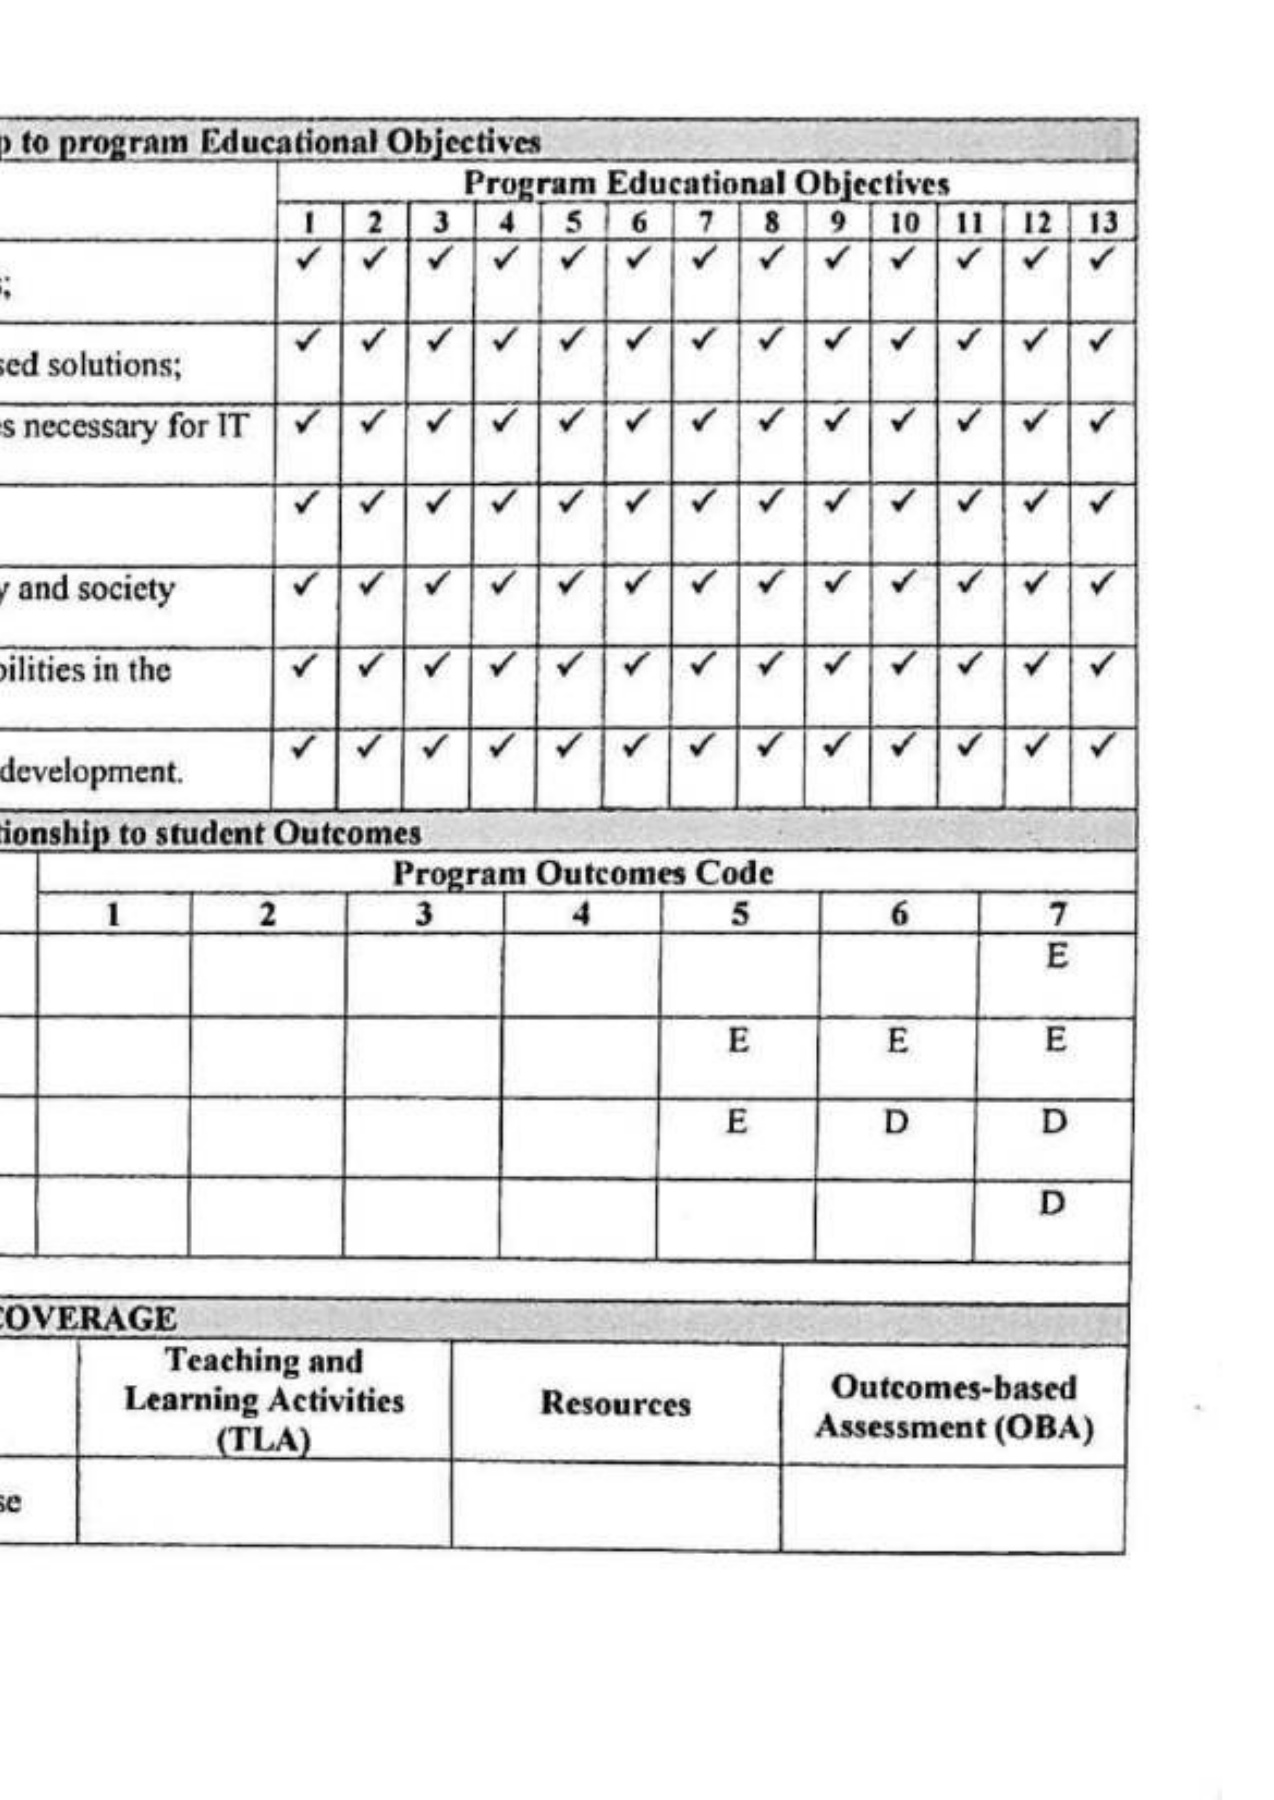 p to program Educational Objectives
Program Educational Objectives
1 2 3 4 5 6 7 8 9 10 11 12 13
✓ ✓ ✓ ✓ ✓ ✓ ✓ ✓ ✓ ✓ ✓ ✓ ✓
s;
✓ ✓ ✓ ✓ ✓ ✓ ✓ ✓ ✓ ✓ ✓ ✓ ✓
sed solutions;
es necessary for IT ✓ ✓ ✓ ✓ ✓ ✓ ✓ ✓ ✓ ✓ ✓ ✓ ✓
✓ ✓ ✓ ✓ ✓ ✓ ✓ ✓ ✓ ✓ ✓ ✓ ✓
y and society ✓ ✓ ✓ ✓ ✓ ✓ ✓ ✓ ✓ ✓ ✓ ✓ ✓
bilities in the ✓ ✓ ✓ ✓ ✓ ✓ ✓ ✓ ✓ ✓ ✓ ✓ ✓
✓ ✓ ✓ ✓ ✓ ✓ ✓ ✓ ✓ ✓ ✓ ✓ ✓
development.
tionship to student Outcomes
Program Outcomes Code
1 2 3 4 5 6 7
E
E E E
E D D
D
COVERAGE
Teaching and
Learning Activities
(TLA)
Resources
Outcomes-based
Assessment (OBA)
se